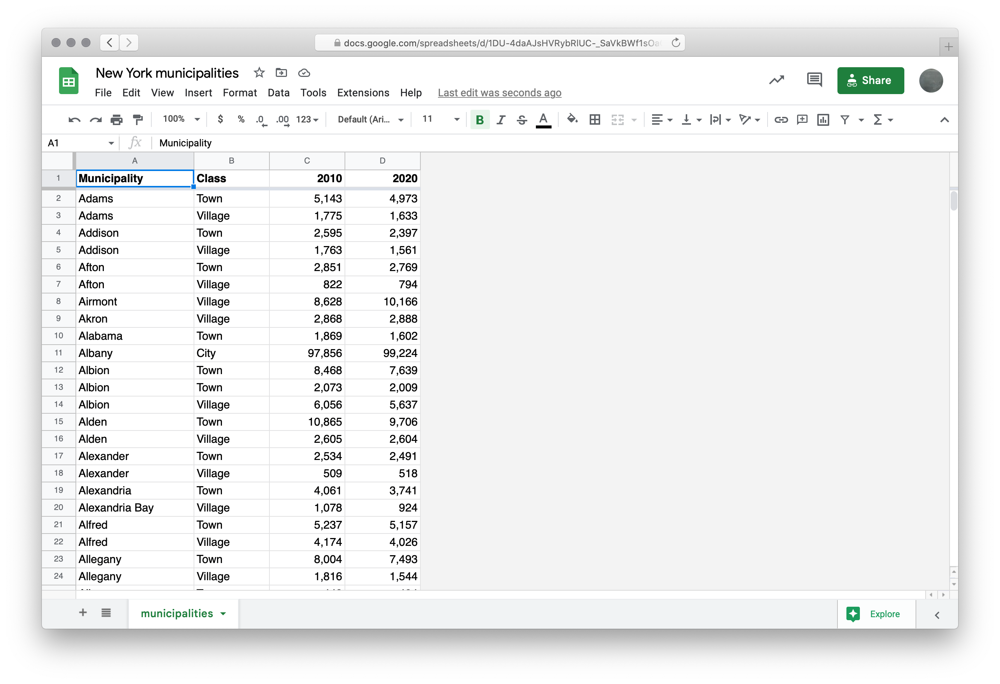 docs.google.com/spreadsheets/d/1DU-4daAJsHVRybRIUC-_SaVkBWf1sOa
New York municipalities
Share
File Edit View Insert Format Data Tools Extensions Help Last edit was seconds ago
100% $ % .0 .00 123 Default (Ari... 11 B I S A
A1 fx Municipality
A B C D
1 Municipality Class 2010 2020
2 Adams Town 5,143 4,973
3 Adams Village 1,775 1,633
4 Addison Town 2,595 2,397
5 Addison Village 1,763 1,561
6 Afton Town 2,851 2,769
7 Afton Village 822 794
8 Airmont Village 8,628 10,166
9 Akron Village 2,868 2,888
10 Alabama Town 1,869 1,602
11 Albany City 97,856 99,224
12 Albion Town 8,468 7,639
13 Albion Town 2,073 2,009
14 Albion Village 6,056 5,637
15 Alden Town 10,865 9,706
16 Alden Village 2,605 2,604
17 Alexander Town 2,534 2,491
18 Alexander Village 509 518
19 Alexandria Town 4,061 3,741
20 Alexandria Bay Village 1,078 924
21 Alfred Town 5,237 5,157
22 Alfred Village 4,174 4,026
23 Allegany Town 8,004 7,493
24 Allegany Village 1,816 1,544
municipalities
Explore